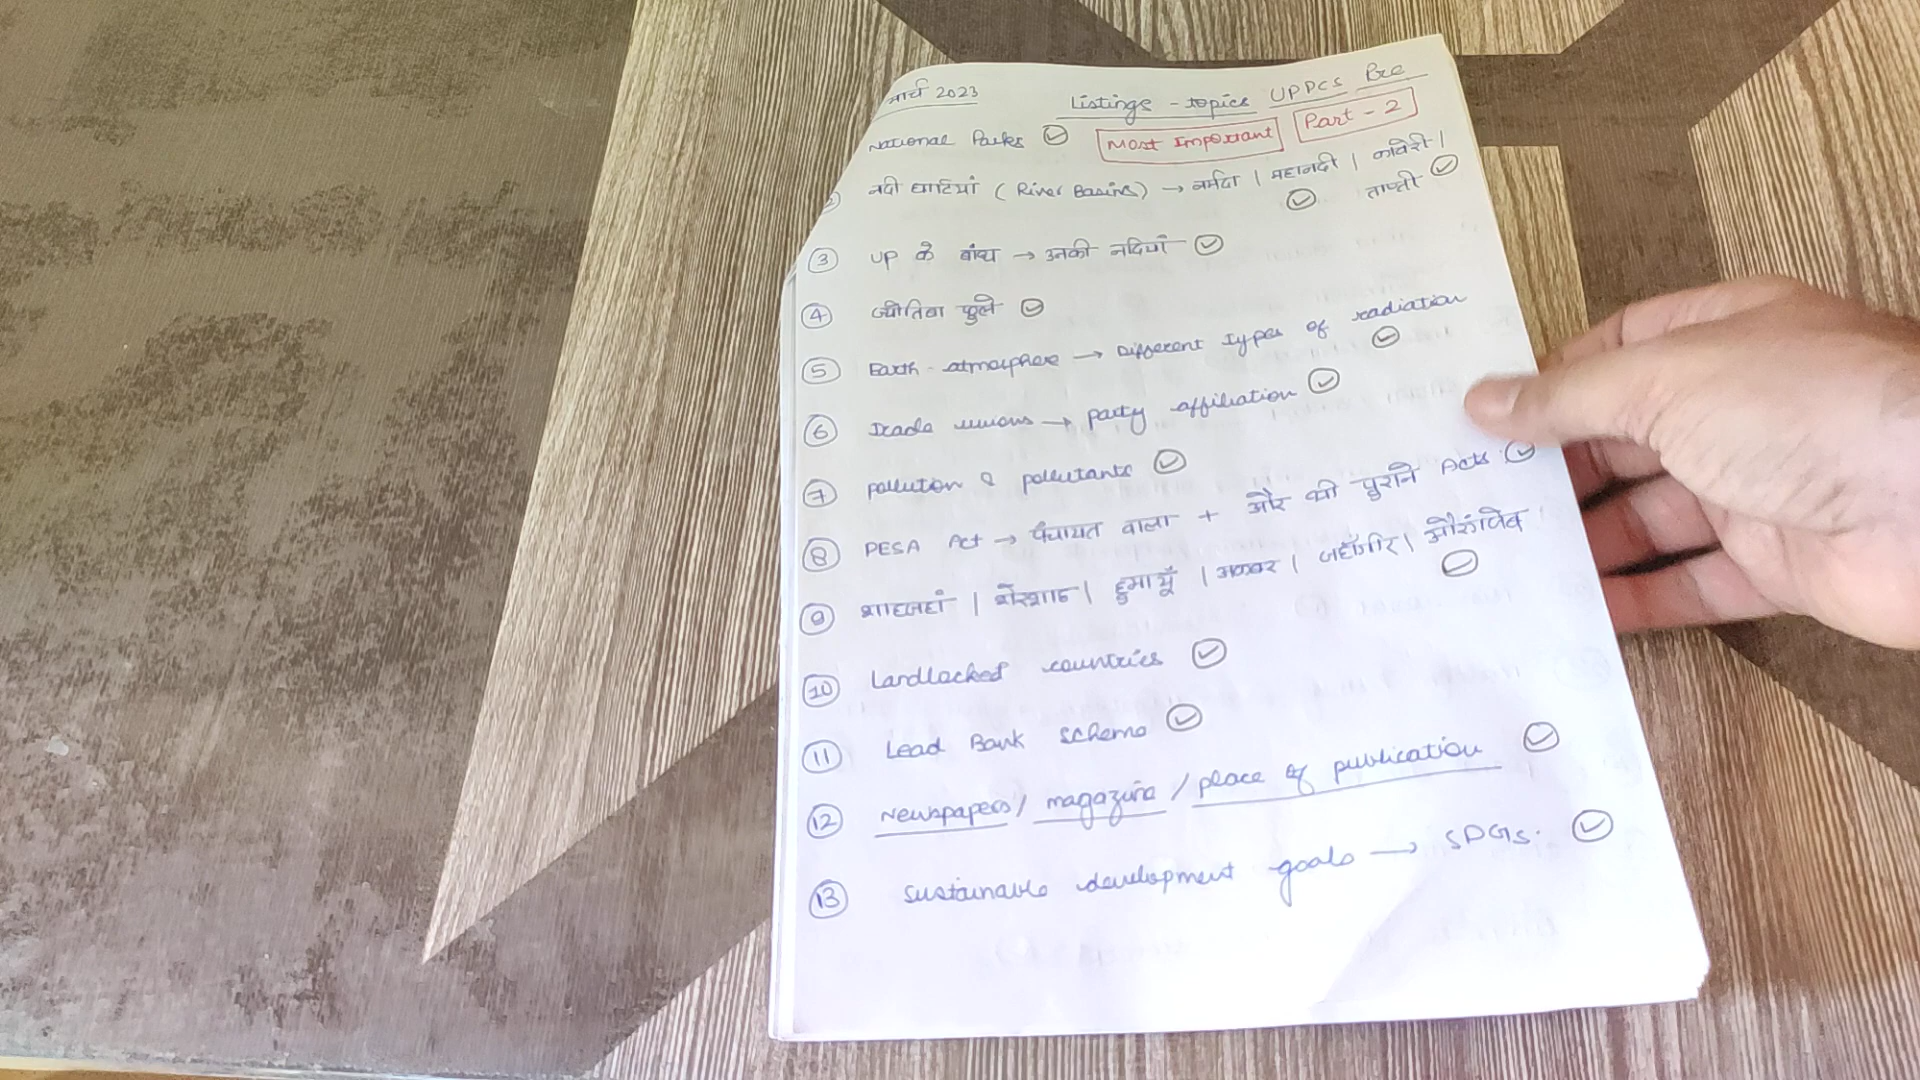 मार्च 2023
Listings - topics UPPCS Pre
National Parks
Most Important
Part - 2
2 नदी घाटियां (River Basins) → नर्मदा | महानदी | कावेरी |
ताप्ती
3 UP के बांध → उनकी नदियां
4 ज्योतिबा फुले
5 Earth atmosphere → Different types of radiation
6 Trade unions → party affiliation
7 pollution & pollutants
8 PESA Act → पंचायत वाला + और भी पुराने Acts
9 शाहजहां | शेरशाह | हुमायूँ | अकबर | जहाँगीर | औरंगजेब
10 Landlocked countries
11 Lead Bank Scheme
12 Newspapers / magazine / place of publication
13 Sustainable development goals → SDGs.